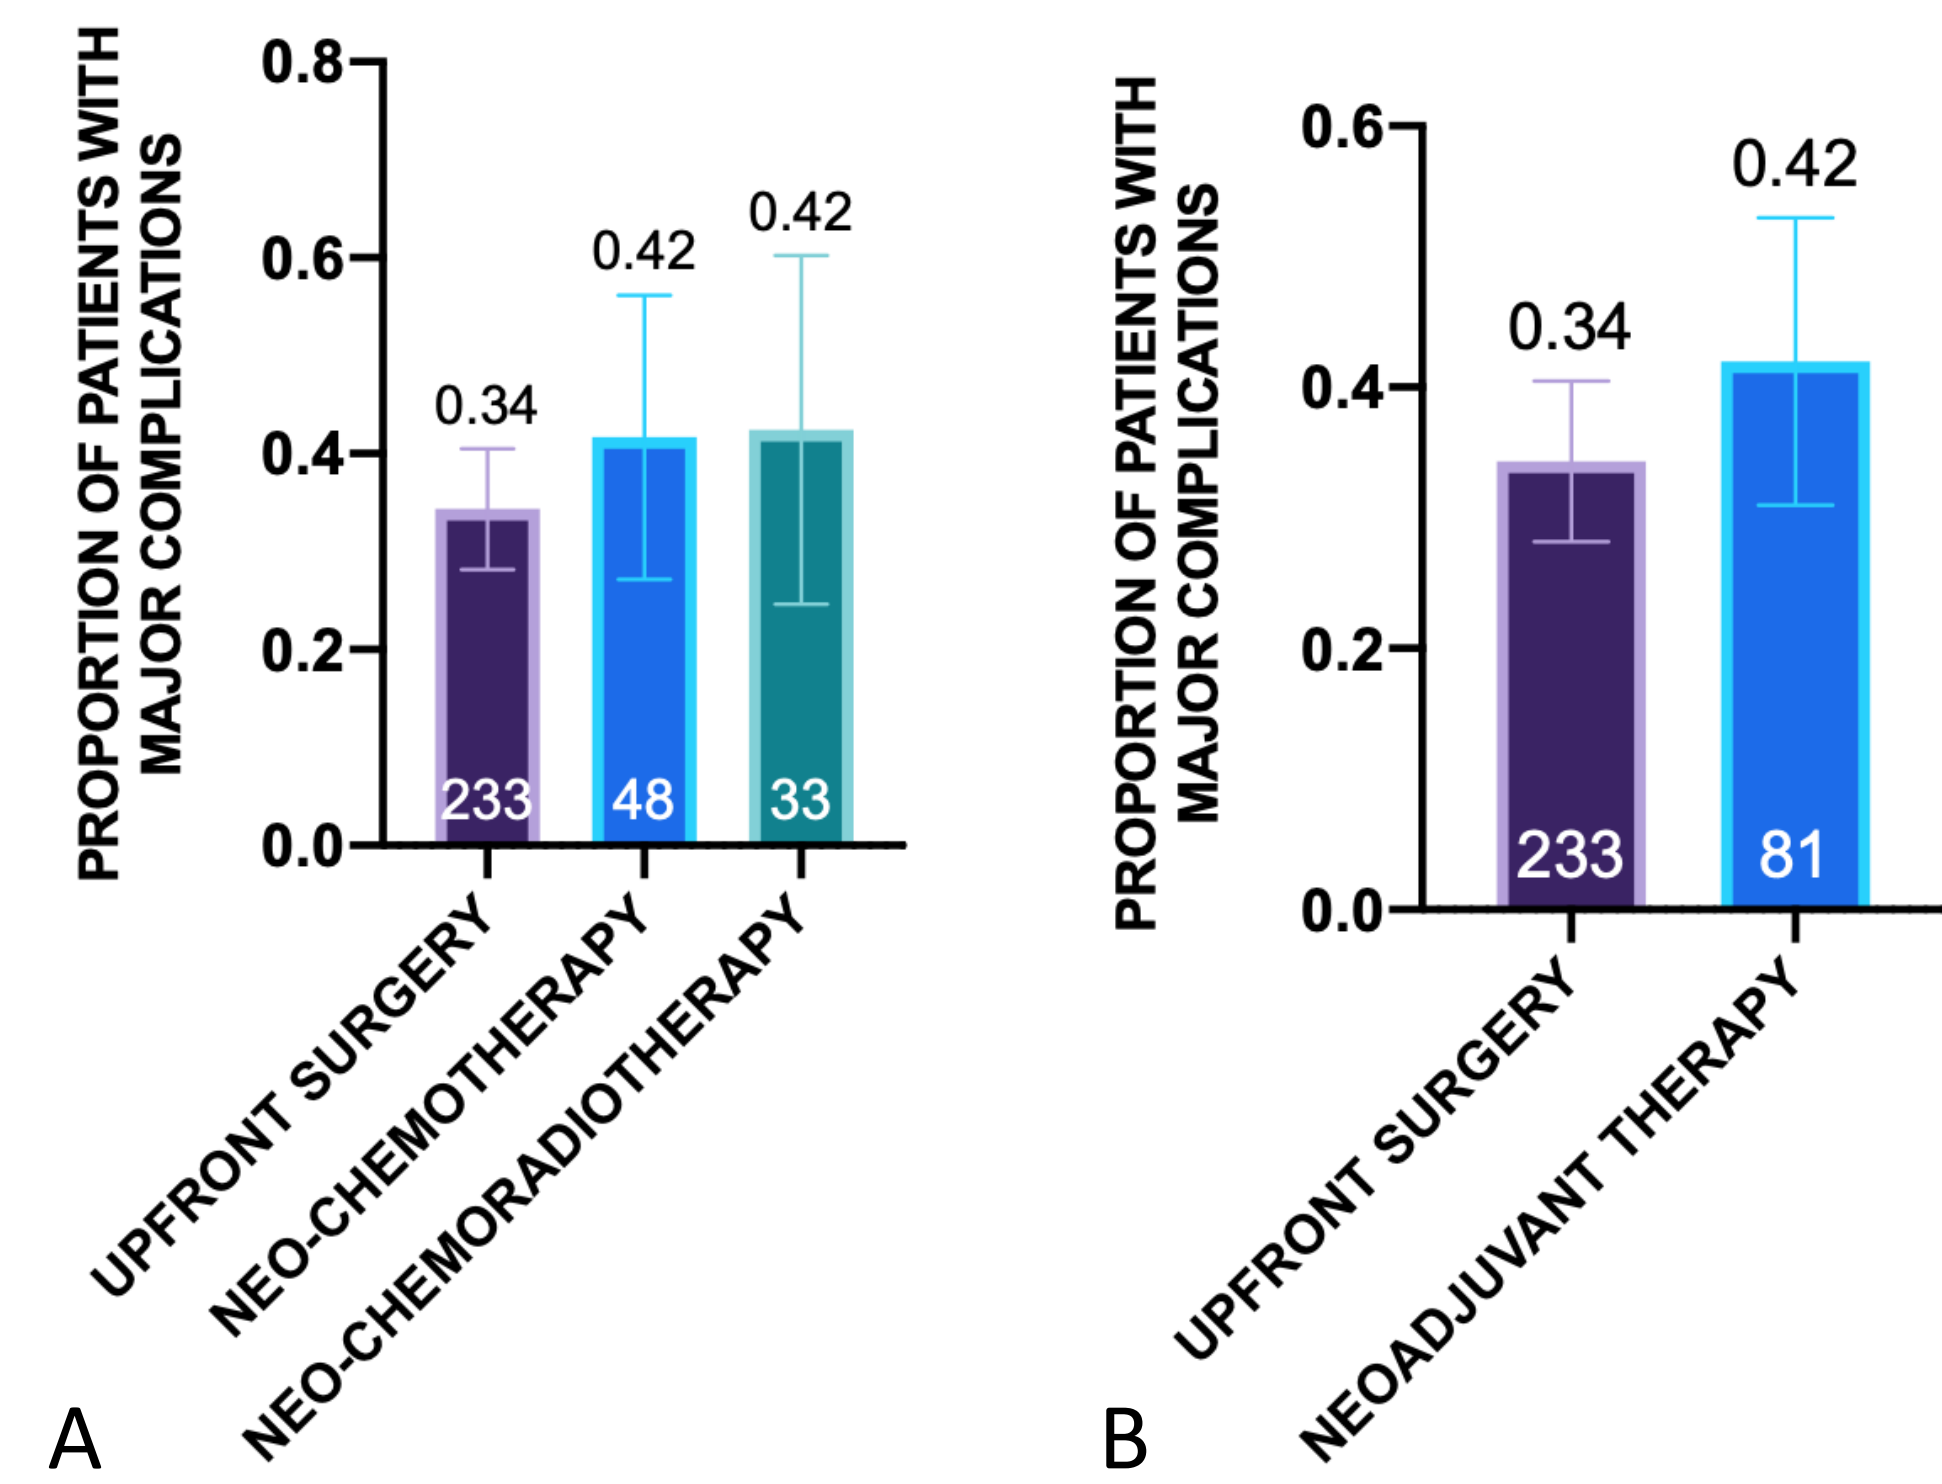 PROPORTION OF PATIENTS WITH
MAJOR COMPLICATIONS
0.8
0.6
0.4
0.2
0.0
0.34
0.42
0.42
233
48
33
UPFRONT SURGERY
NEO-CHEMOTHERAPY
NEO-CHEMORADIOTHERAPY
A
PROPORTION OF PATIENTS WITH
MAJOR COMPLICATIONS
0.6
0.4
0.2
0.0
0.34
0.42
233
81
UPFRONT SURGERY
NEOADJUVANT THERAPY
B